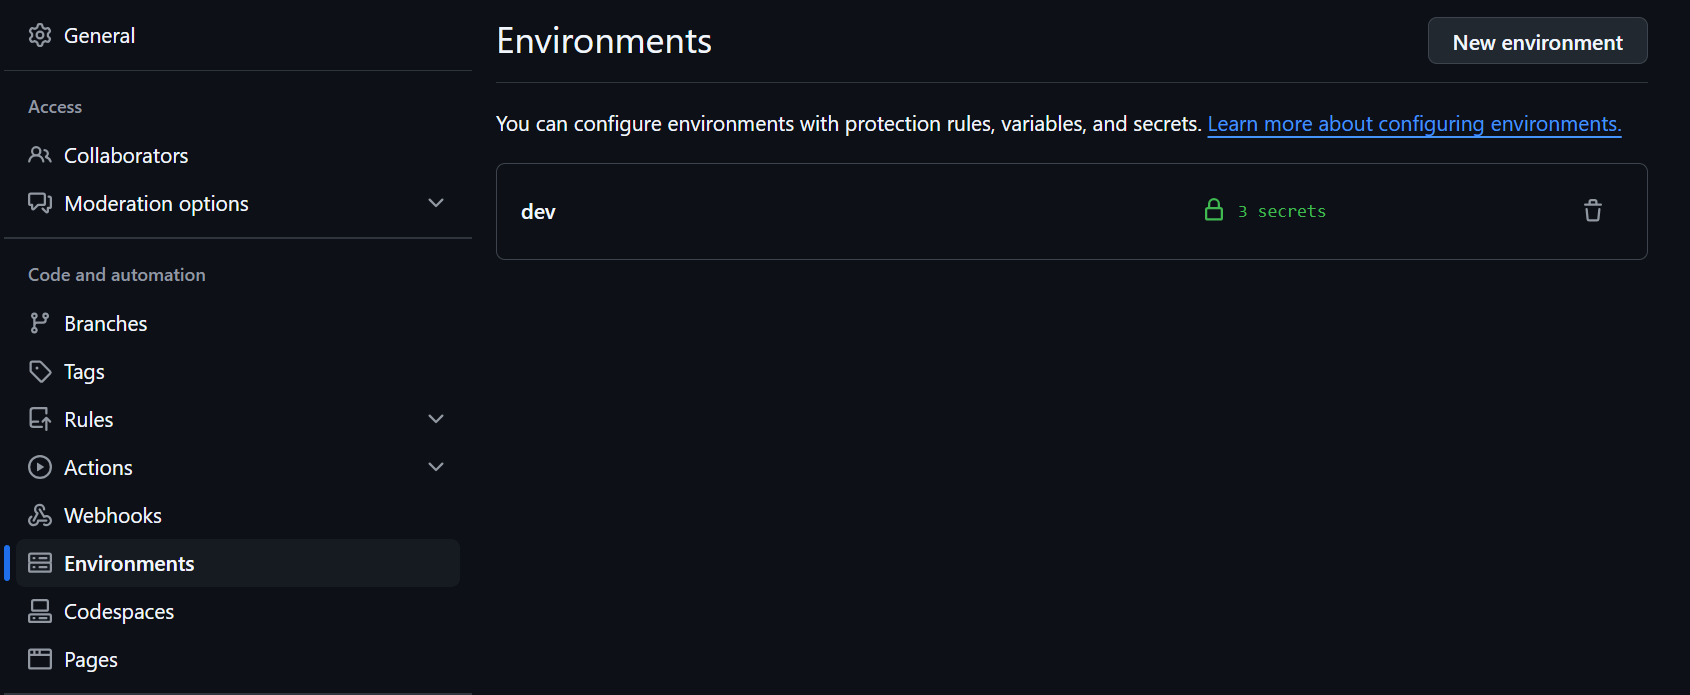 General
Access
Collaborators
Moderation options
Code and automation
Branches
Tags
Rules
Actions
Webhooks
Environments
Codespaces
Pages
Environments
New environment
You can configure environments with protection rules, variables, and secrets. Learn more about configuring environments.
dev
3 secrets